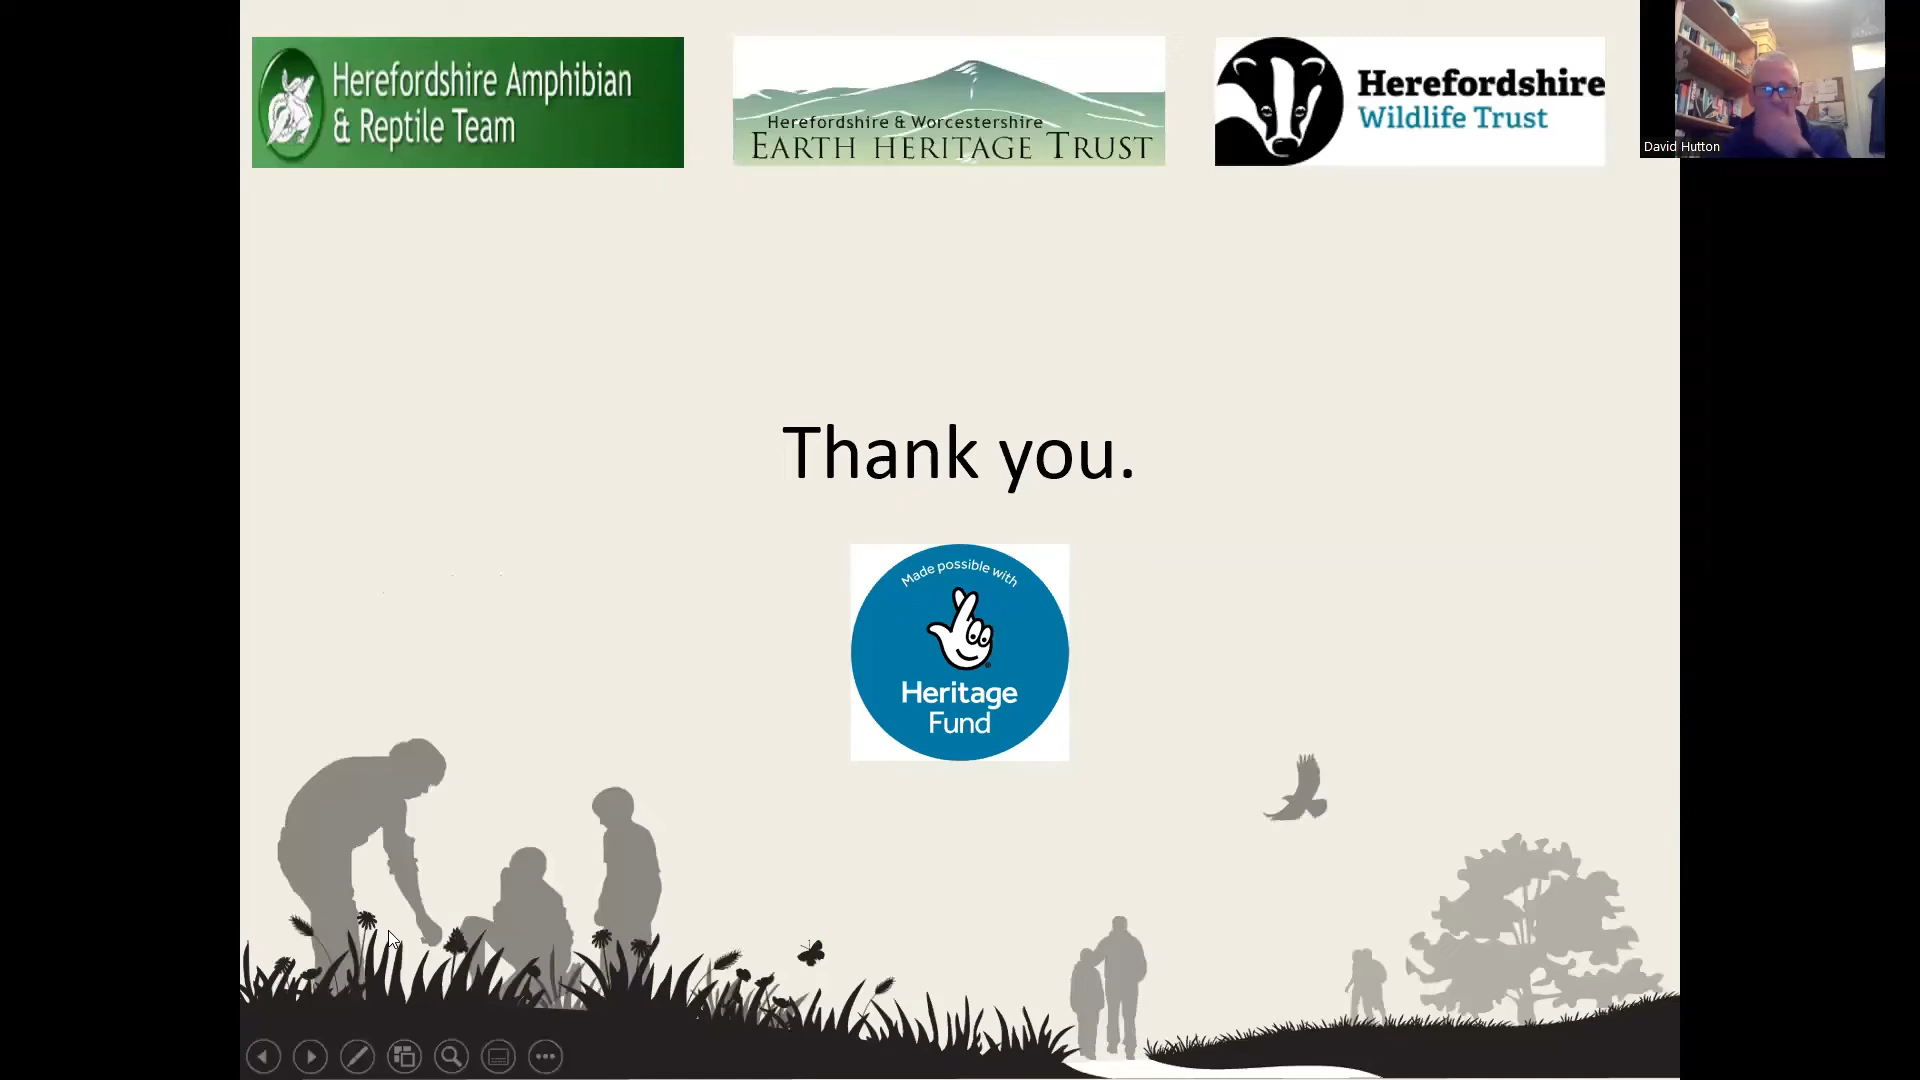 Herefordshire Amphibian
& Reptile Team
Herefordshire & Worcestershire
EARTH HERITAGE TRUST
Herefordshire
Wildlife Trust
David Hutton
Thank you.
Made possible with
Heritage
Fund